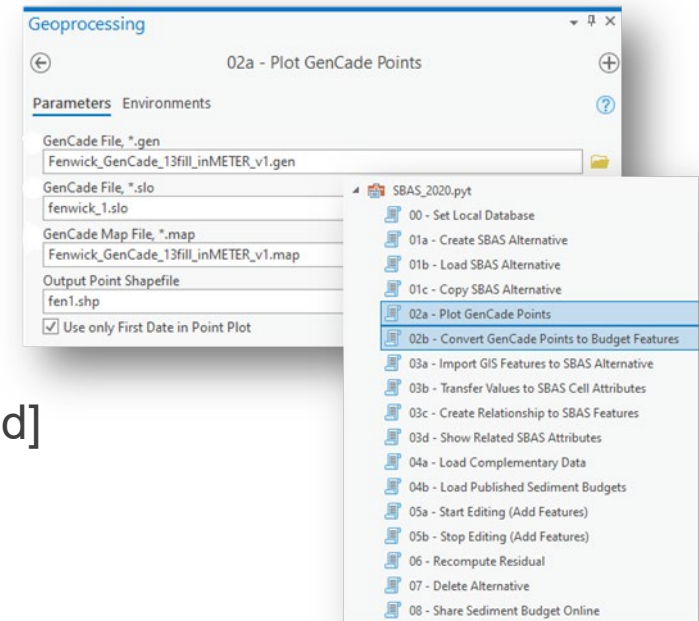 Geoprocessing
02a - Plot GenCade Points
Parameters Environments
GenCade File, *.gen
Fenwick_GenCade_13fill_inMETER_v1.gen
GenCade File, *.slo
fenwick_1.slo
GenCade Map File, *.map
Fenwick_GenCade_13fill_inMETER_v1.map
Output Point Shapefile
fen1.shp
Use only First Date in Point Plot
d]
SBAS_2020.pyt
00 - Set Local Database
01a - Create SBAS Alternative
01b - Load SBAS Alternative
01c - Copy SBAS Alternative
02a - Plot GenCade Points
02b - Convert GenCade Points to Budget Features
03a - Import GIS Features to SBAS Alternative
03b - Transfer Values to SBAS Cell Attributes
03c - Create Relationship to SBAS Features
03d - Show Related SBAS Attributes
04a - Load Complementary Data
04b - Load Published Sediment Budgets
05a - Start Editing (Add Features)
05b - Stop Editing (Add Features)
06 - Recompute Residual
07 - Delete Alternative
08 - Share Sediment Budget Online